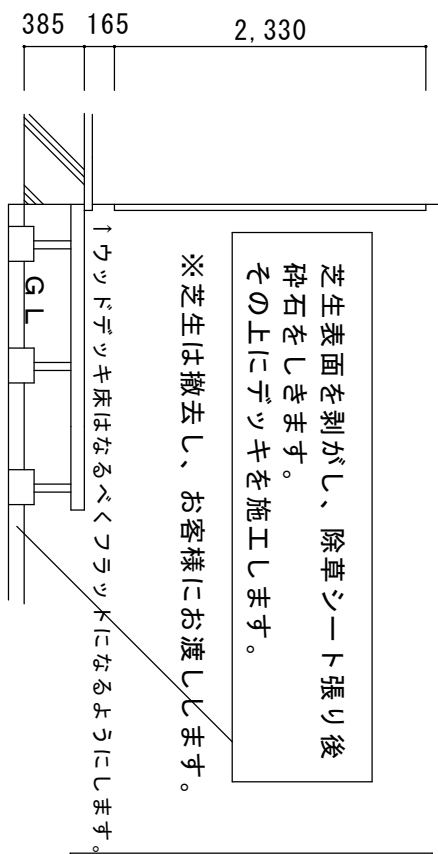 385 165 2,330
芝生表面を剥がし、除草シート張り後
砕石をしきます。
その上にデッキを施工します。
※芝生は撤去し、お客様にお渡しします。
↑ウッドデッキ床はなるべくフラットになるようにします。
GL